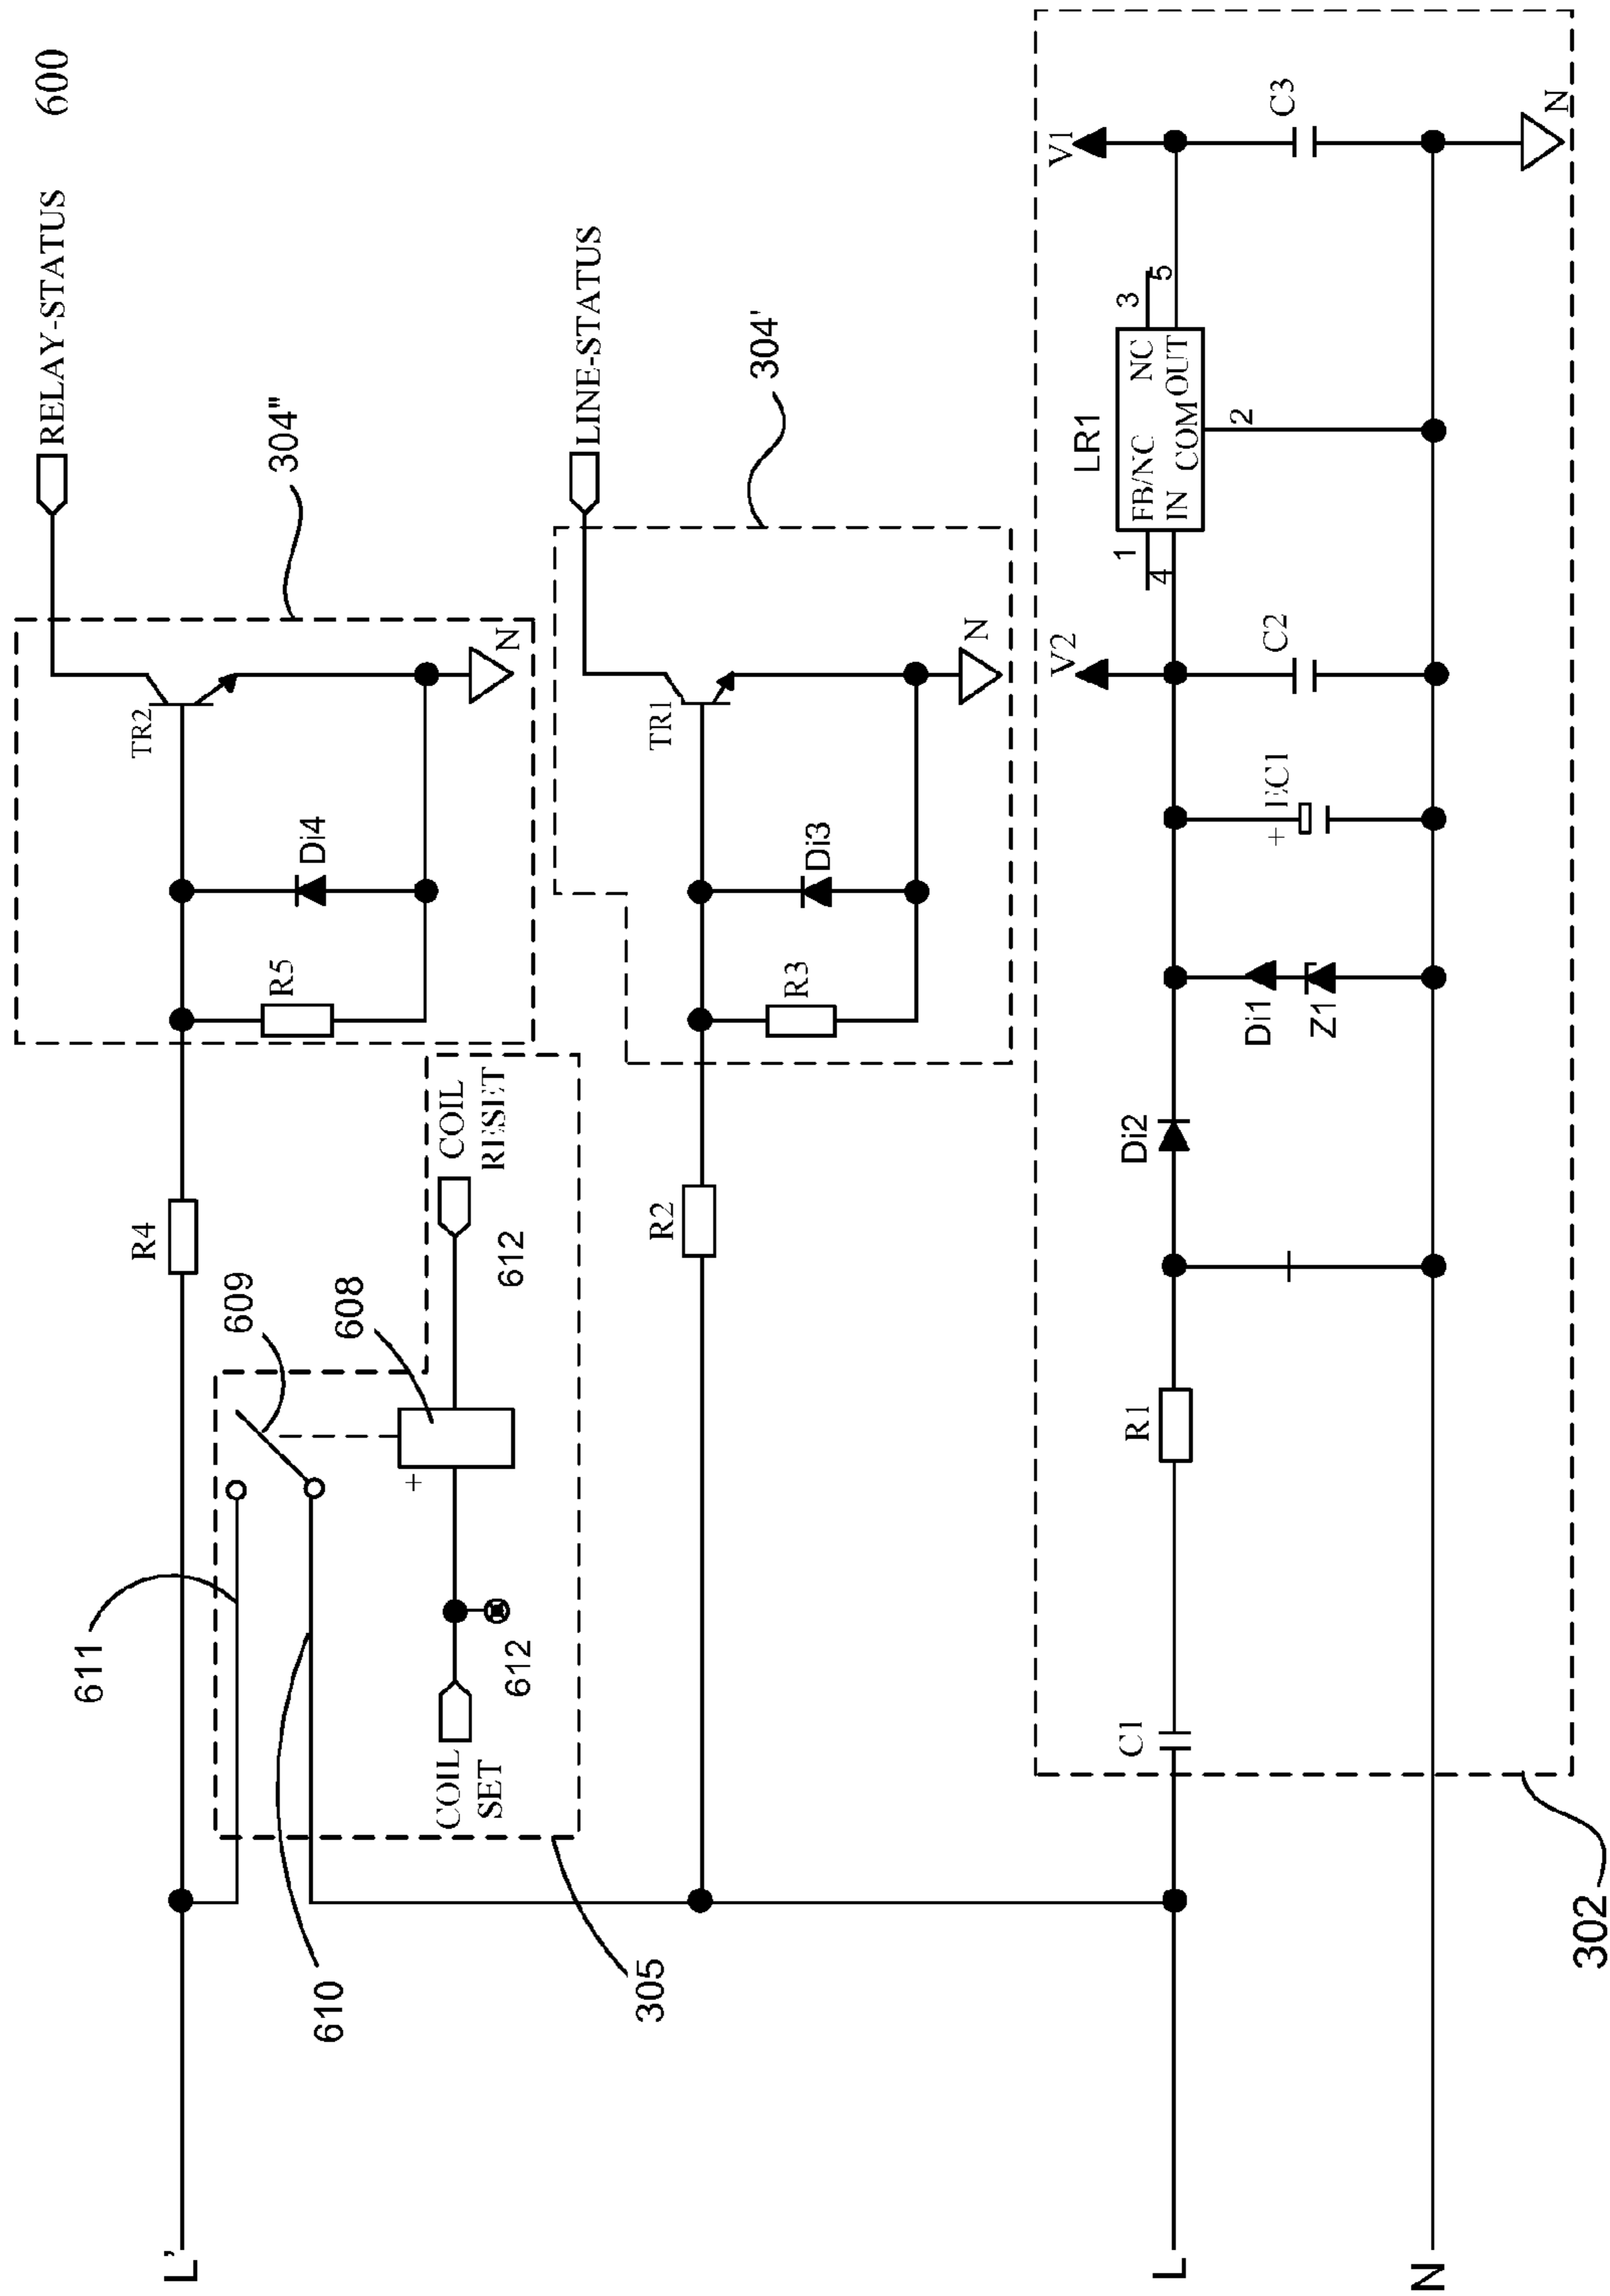 600
RELAY-STATUS
304"
TR2
N
Di4
R5
R4
LINE-STATUS
304'
TR1
N
Di3
R3
R2
COIL
RESET
612
609
608
+
611
610
612
COIL
SET
305
V1
C3
N
3
5
LR1
FB/NC NC
IN COM OUT
2
1
4
V2
C2
+ EC1
Di1
Z1
Di2
R1
C1
302
L'
L
N